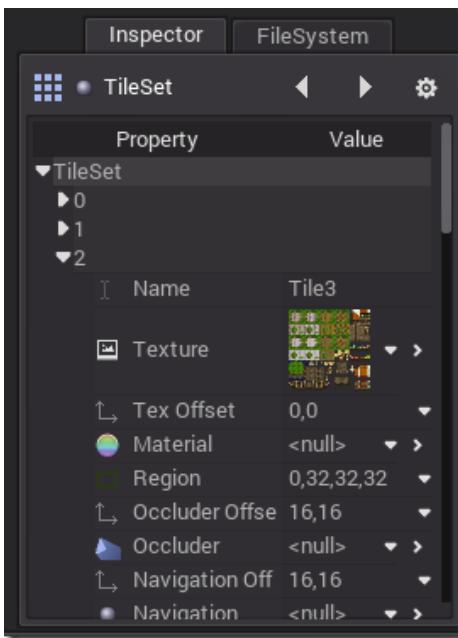 Inspector FileSystem
TileSet
Property Value
TileSet
0
1
2
Name Tile3
Texture
Tex Offset 0,0
Material <null>
Region 0,32,32,32
Occluder Offse 16,16
Occluder <null>
Navigation Off 16,16
Navigation <null>